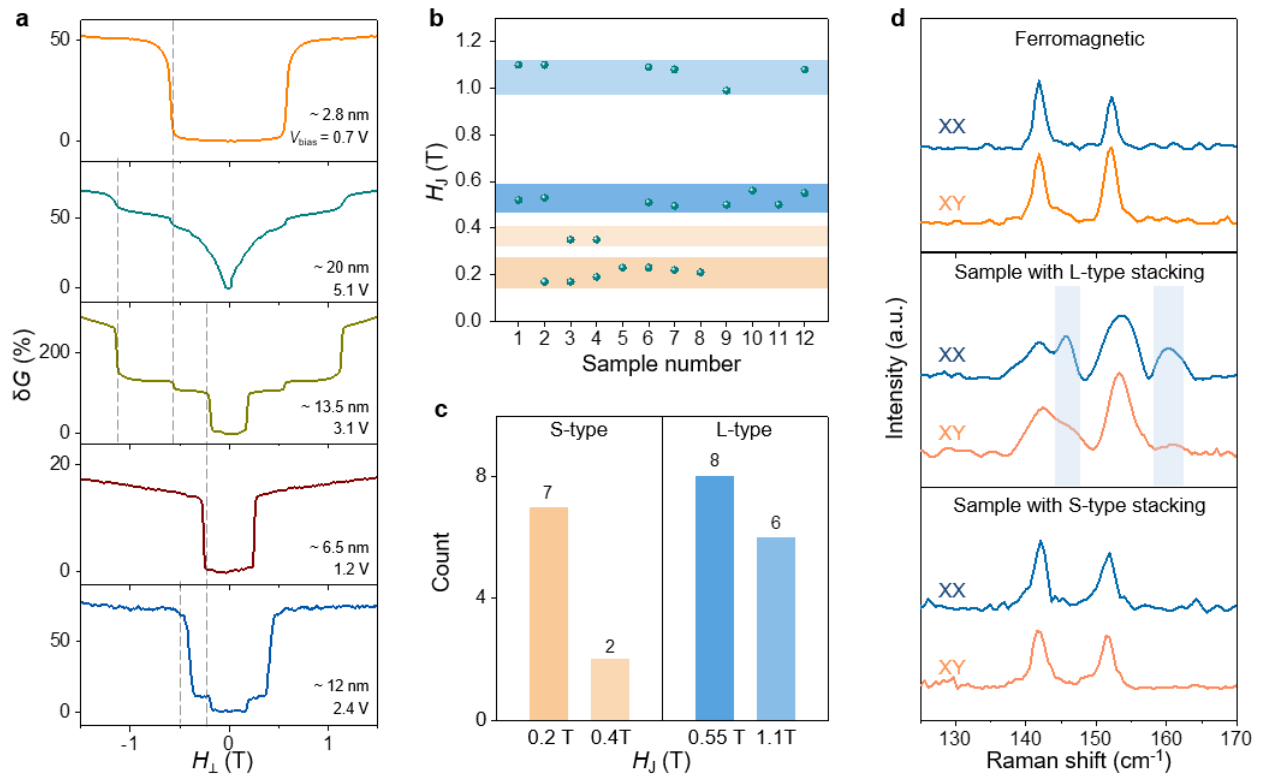 a
50
0
~ 2.8 nm
Vbias = 0.7 V
50
0
~ 20 nm
5.1 V
200
0
~ 13.5 nm
3.1 V
20
0
~ 6.5 nm
1.2 V
50
0
~ 12 nm
2.4 V
δG (%)
-1 0 1
H⊥ (T)
b
1.2
1.0
0.8
0.6
0.4
0.2
0.0
HJ (T)
1 2 3 4 5 6 7 8 9 10 11 12
Sample number
c
S-type
L-type
8
4
0
7
2
8
6
Count
0.2 T 0.4T 0.55 T 1.1T
HJ (T)
d
Ferromagnetic
XX
XY
Sample with L-type stacking
XX
XY
Sample with S-type stacking
XX
XY
Intensity (a.u.)
130 140 150 160 170
Raman shift (cm⁻¹)